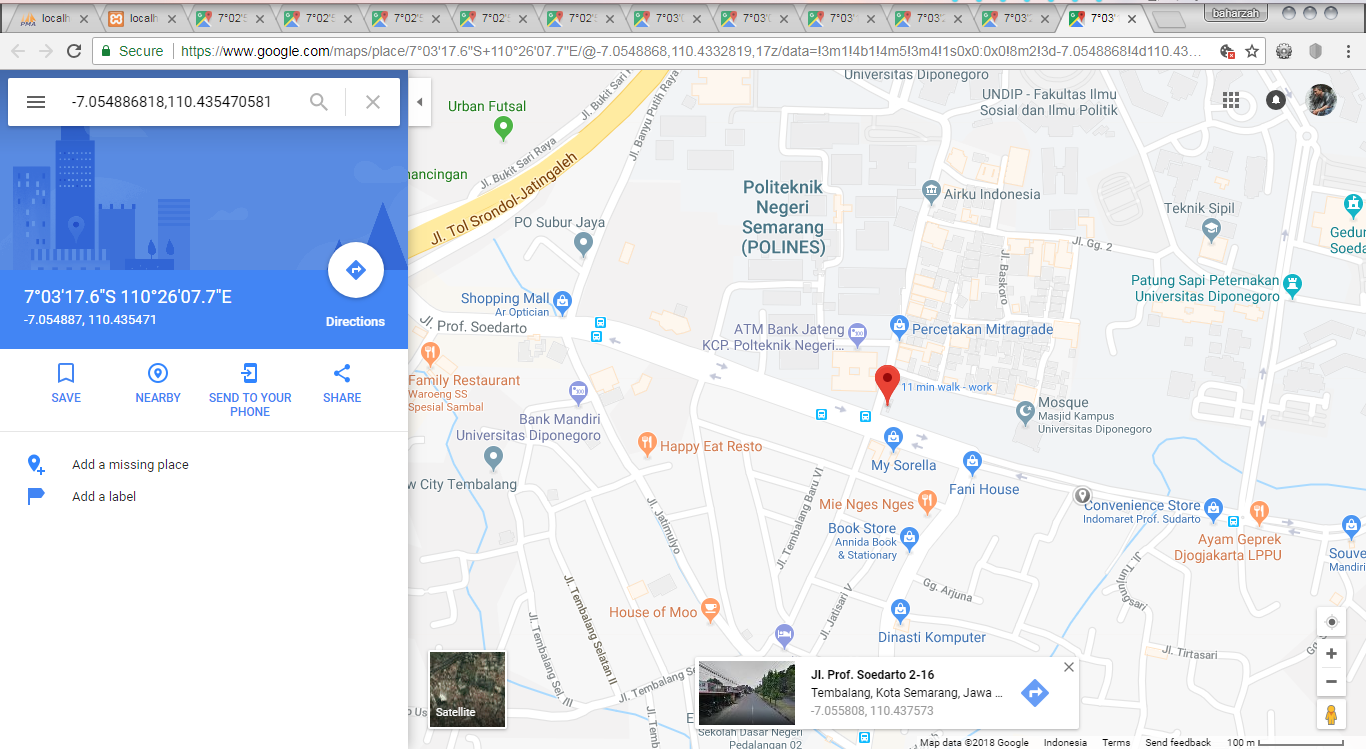 localh
localh
7°02'
7°02'5
7°02'5
7°02'5
7°02'5
7°03'0
7°03'0
7°03'1
7°03'2
7°03'2
7°03'
baharzah
Secure
https://www.google.com/maps/place/7°03'17.6"S+110°26'07.7"E/@-7.0548868,110.4332819,17z/data=!3m1!4b1!4m5!3m4!1s0x0:0x0!8m2!3d-7.0548868!4d110.43...
-7.054886818,110.435470581
7°03'17.6"S 110°26'07.7"E
-7.054887, 110.435471
Directions
SAVE
NEARBY
SEND TO YOUR
PHONE
SHARE
Add a missing place
Add a label
Universitas Diponegoro
UNDIP - Fakultas Ilmu
Sosial dan Ilmu Politik
Urban Futsal
Jl. Bukit Sari Raya
Jl. Banyu Putih Raya
Jl. Bukit Sari Raya
nancingan
Jl. Tol Srondol-Jatingaleh
Politeknik
Negeri
Semarang
(POLINES)
Airku Indonesia
Teknik Sipil
PO Subur Jaya
Gedun
Soeda
Jl. Gg. 2
Jl. Baskoro
Patung Sapi Peternakan
Universitas Diponegoro
Shopping Mall
Ar Optician
Jl. Prof. Soedarto
ATM Bank Jateng
KCP. Polteknik Negeri...
Percetakan Mitragrade
Family Restaurant
Waroeng SS
Spesial Sambal
11 min walk - work
Mosque
Masjid Kampus
Universitas Diponegoro
Bank Mandiri
Universitas Diponegoro
Happy Eat Resto
My Sorella
Fani House
w City Tembalang
Jl. Tembalang Baru VI
Mie Nges Nges
Convenience Store
Indomaret Prof. Sudarto
Book Store
Annida Book
& Stationary
Ayam Geprek
Djogjakarta LPPU
Souve
Mandiri
Jl. Jatimulyo
Jl. Tunjungsari
Gg. Arjuna
Jl. Jatisari V
House of Moo
Dinasti Komputer
Jl. Tembalang Selatan II
Jl. Tembalang Sel. III
Jl. Tembalang Se
Jl. Tirtasari
Satellite
Jl. Prof. Soedarto 2-16
Tembalang, Kota Semarang, Jawa ...
-7.055808, 110.437573
Sekolah Dasar Negeri
Pedalangan 02
Map data ©2018 Google
Indonesia
Terms
Send feedback
100 m